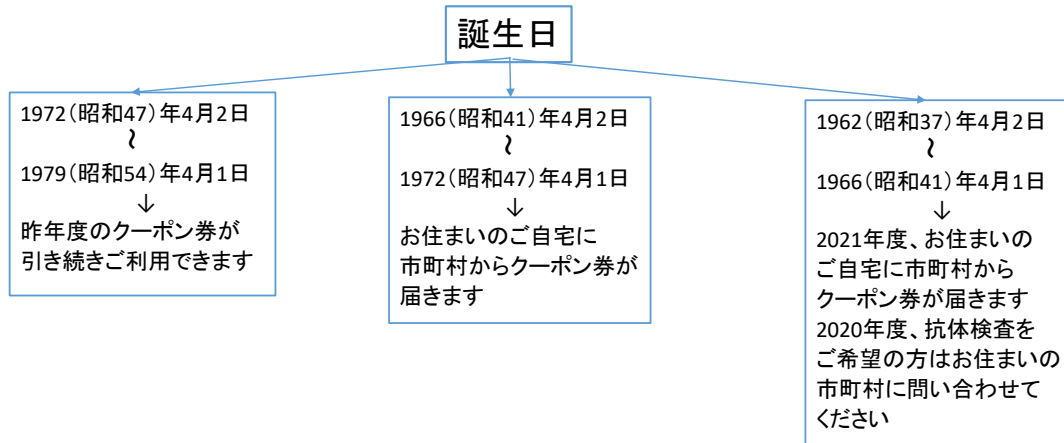 誕生日
1972(昭和47)年4月2日
~
1979(昭和54)年4月1日
↓
昨年度のクーポン券が
引き続きご利用できます
1966(昭和41)年4月2日
~
1972(昭和47)年4月1日
↓
お住まいのご自宅に
市町村からクーポン券が
届きます
1962(昭和37)年4月2日
~
1966(昭和41)年4月1日
↓
2021年度、お住まいの
ご自宅に市町村から
クーポン券が届きます
2020年度、抗体検査を
ご希望の方はお住まいの
市町村に問い合わせて
ください